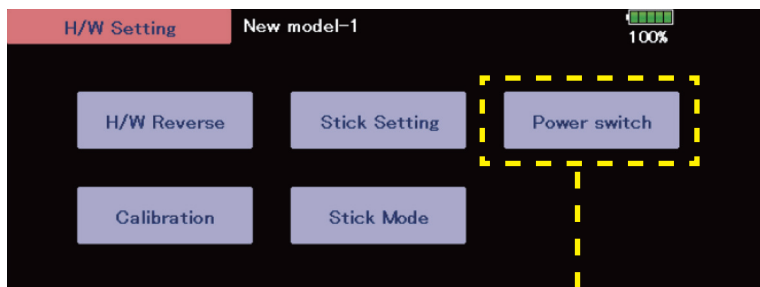 H/W Setting New model-1
100%
H/W Reverse Stick Setting Power switch
Calibration Stick Mode